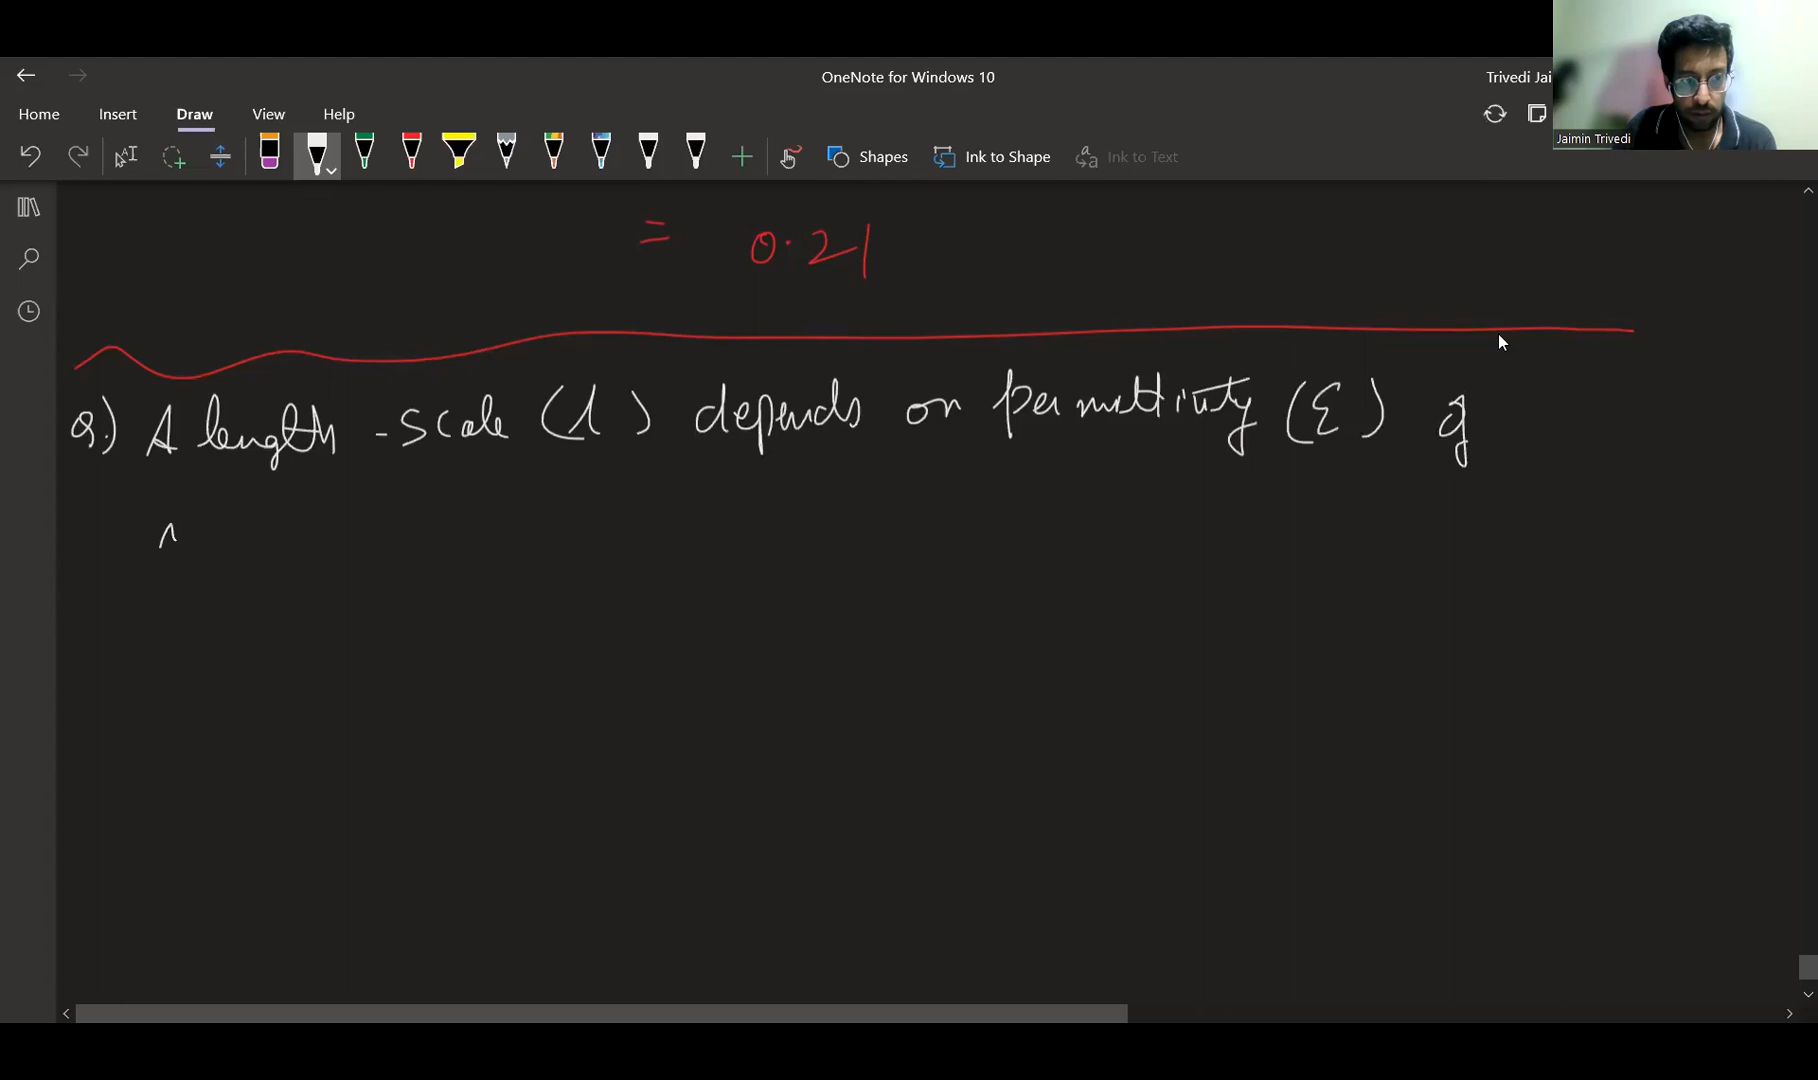 OneNote for Windows 10
Trivedi Jai
Home Insert Draw View Help
Jaimin Trivedi
Shapes Ink to Shape Ink to Text
= 0.21
Q.) A length - scale (l) depends on permittivity (ε) of